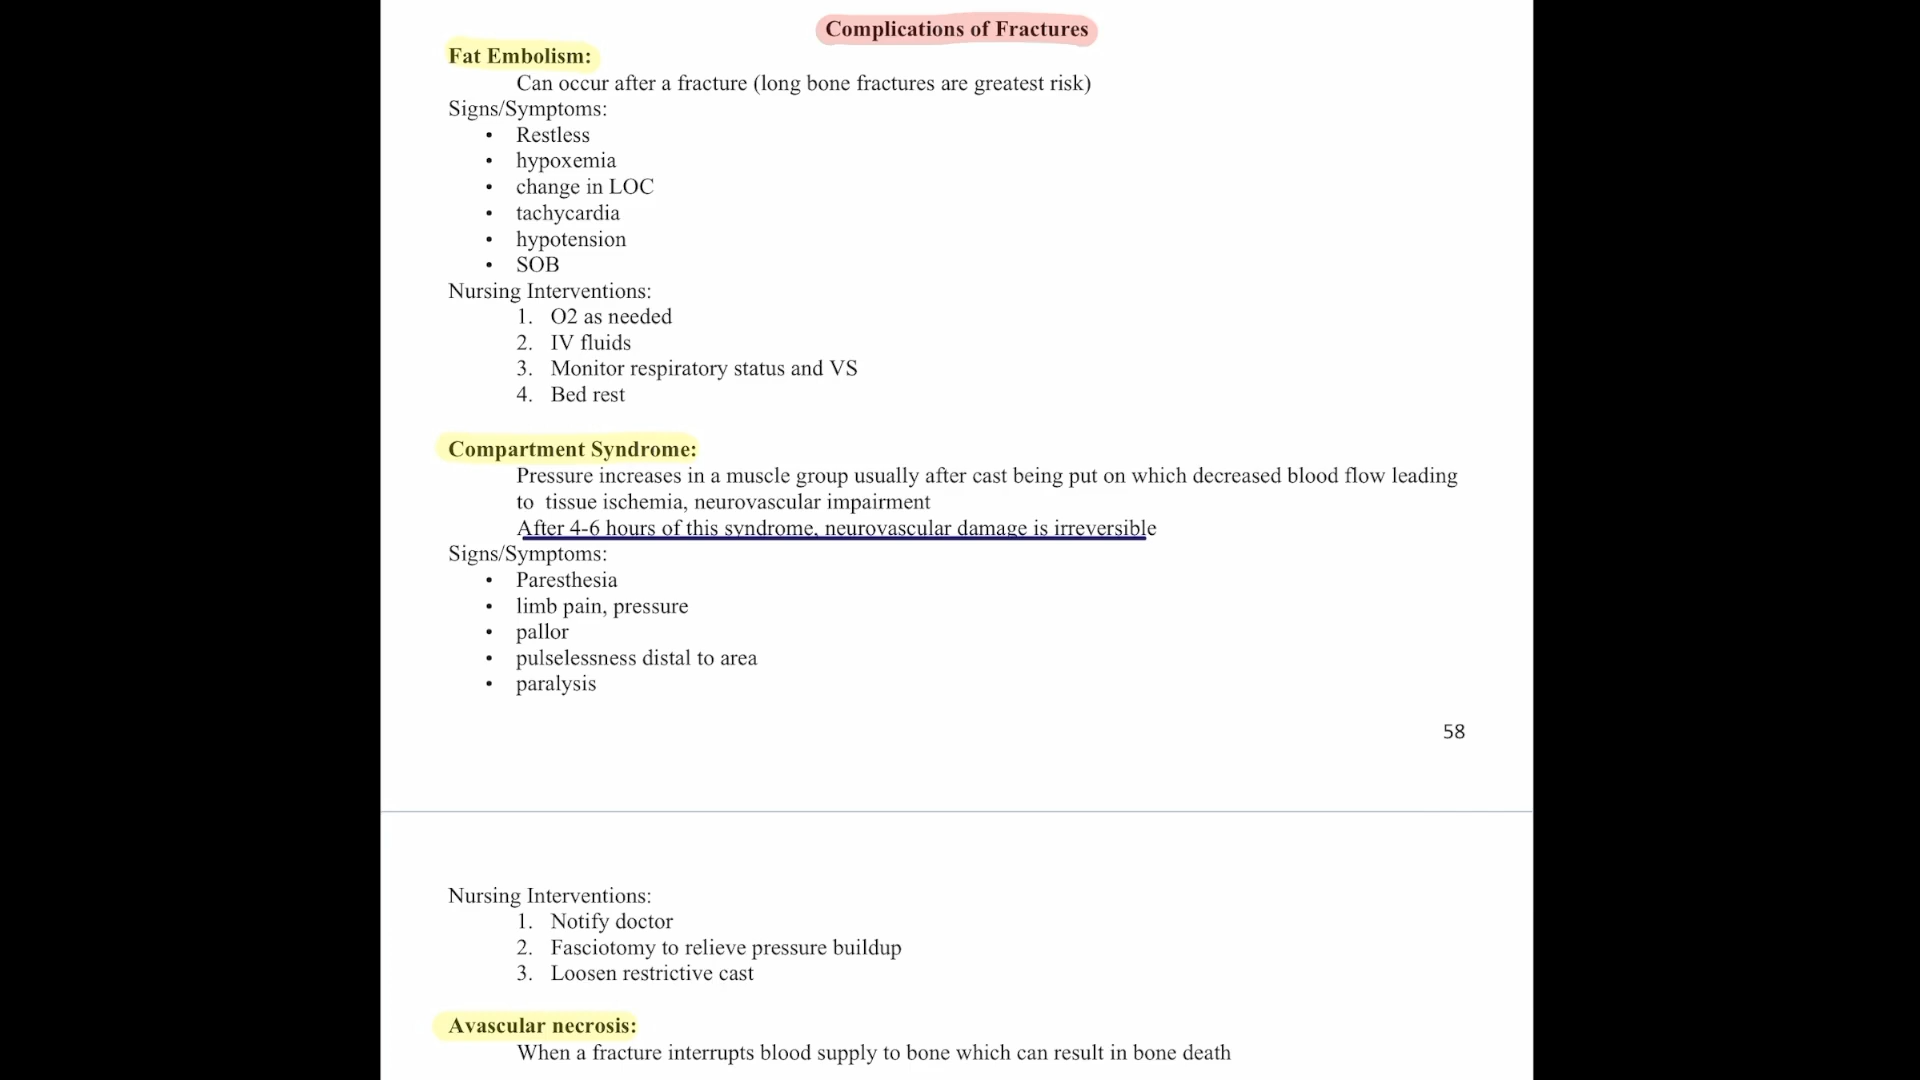 Complications of Fractures
Fat Embolism:
Can occur after a fracture (long bone fractures are greatest risk)
Signs/Symptoms:
• Restless
• hypoxemia
• change in LOC
• tachycardia
• hypotension
• SOB
Nursing Interventions:
1. O2 as needed
2. IV fluids
3. Monitor respiratory status and VS
4. Bed rest
Compartment Syndrome:
Pressure increases in a muscle group usually after cast being put on which decreased blood flow leading
to tissue ischemia, neurovascular impairment
After 4-6 hours of this syndrome, neurovascular damage is irreversible
Signs/Symptoms:
• Paresthesia
• limb pain, pressure
• pallor
• pulselessness distal to area
• paralysis
58
Nursing Interventions:
1. Notify doctor
2. Fasciotomy to relieve pressure buildup
3. Loosen restrictive cast
Avascular necrosis:
When a fracture interrupts blood supply to bone which can result in bone death